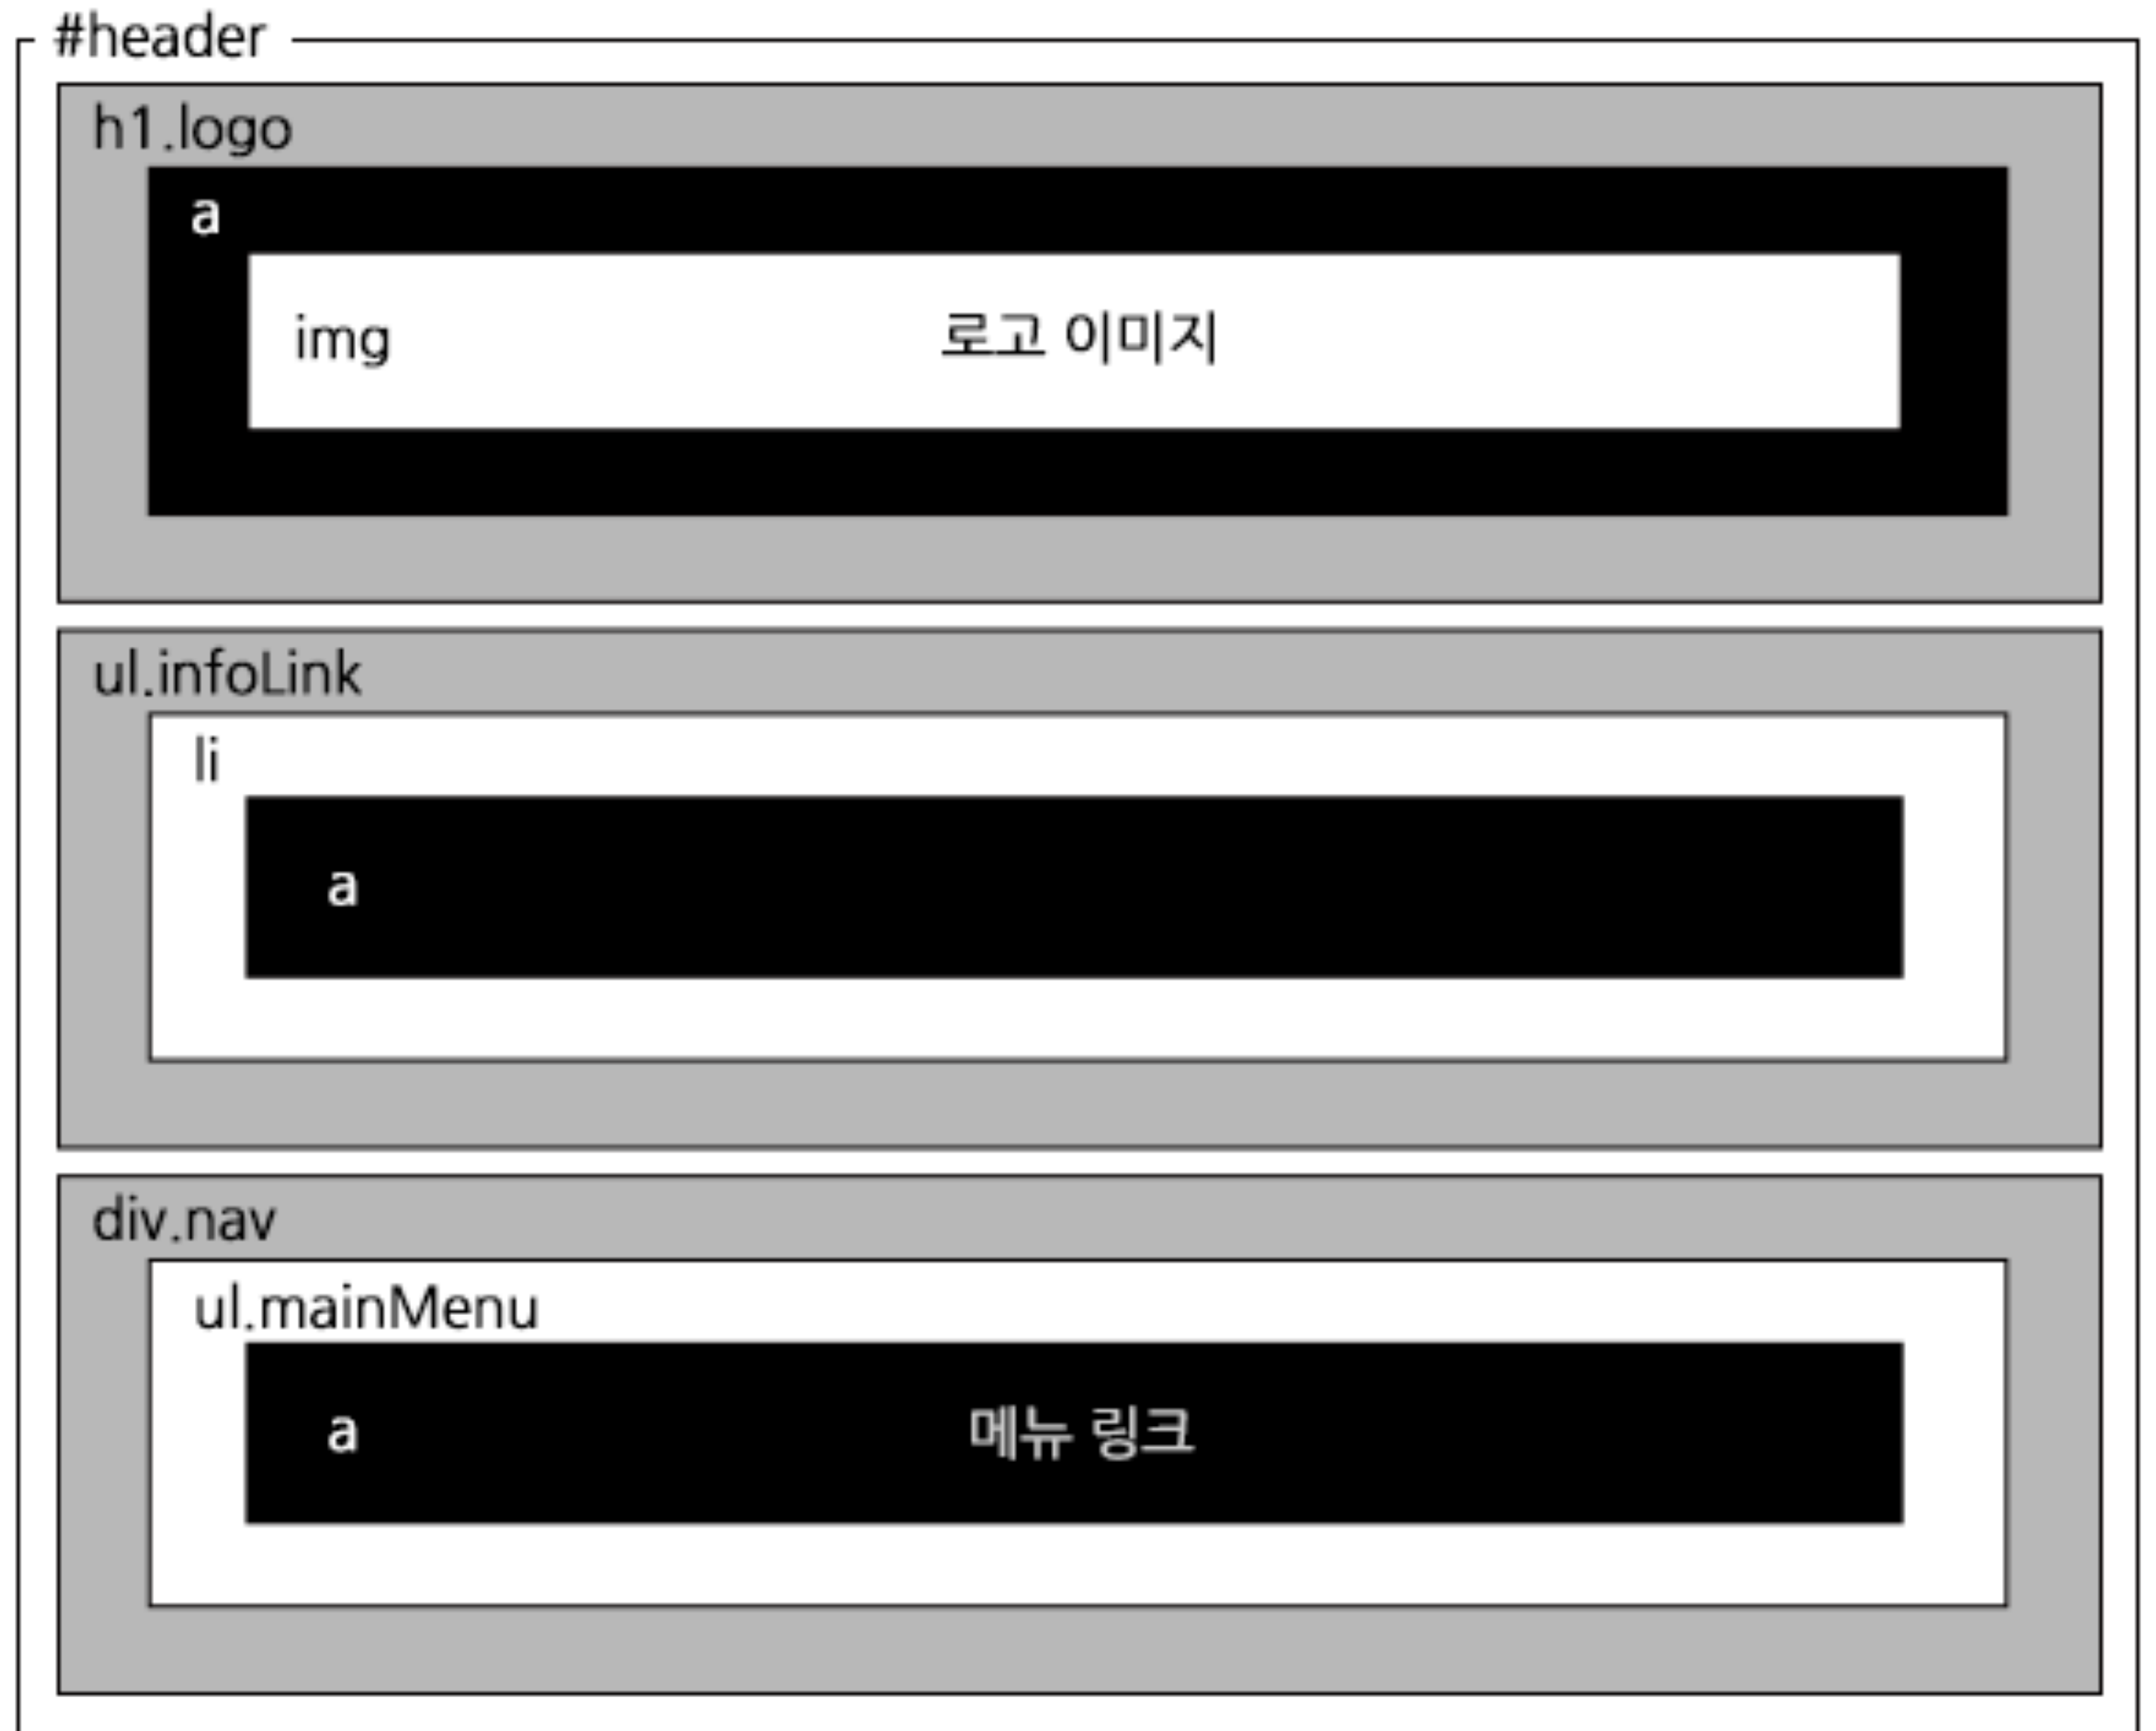 #header
h1.logo
a
img 로고 이미지
ul.infoLink
li
a
div.nav
ul.mainMenu
a 메뉴 링크